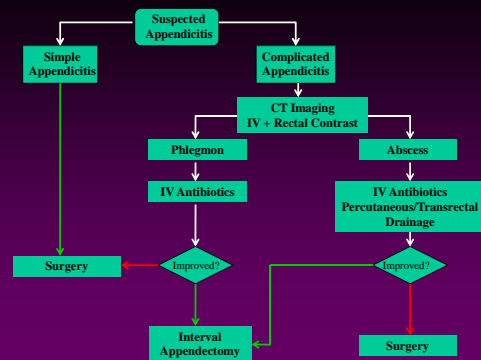 Suspected
Appendicitis
Simple
Appendicitis
Complicated
Appendicitis
CT Imaging
IV + Rectal Contrast
Phlegmon
Abscess
IV Antibiotics
IV Antibiotics
Percutaneous/Transrectal
Drainage
Surgery
Improved?
Improved?
Interval
Appendectomy
Surgery